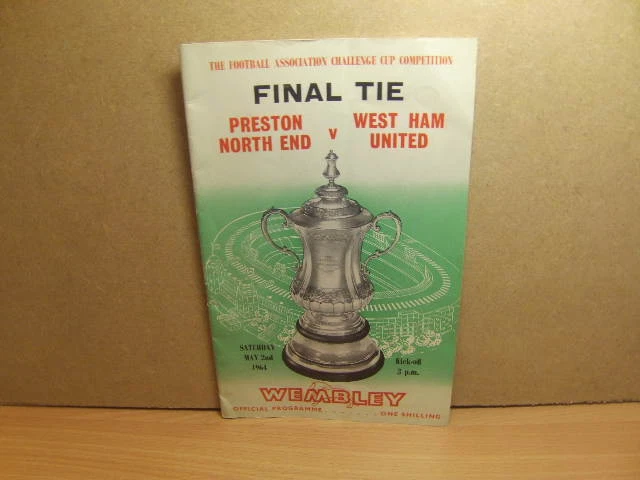 THE FOOTBALL ASSOCIATION CHALLENGE CUP COMPETITION
FINAL TIE
PRESTON NORTH END
v
WEST HAM UNITED
SATURDAY
MAY 2nd
1964
Kick-off
3 p.m.
WEMBLEY
OFFICIAL PROGRAMME . . . . . . . ONE SHILLING